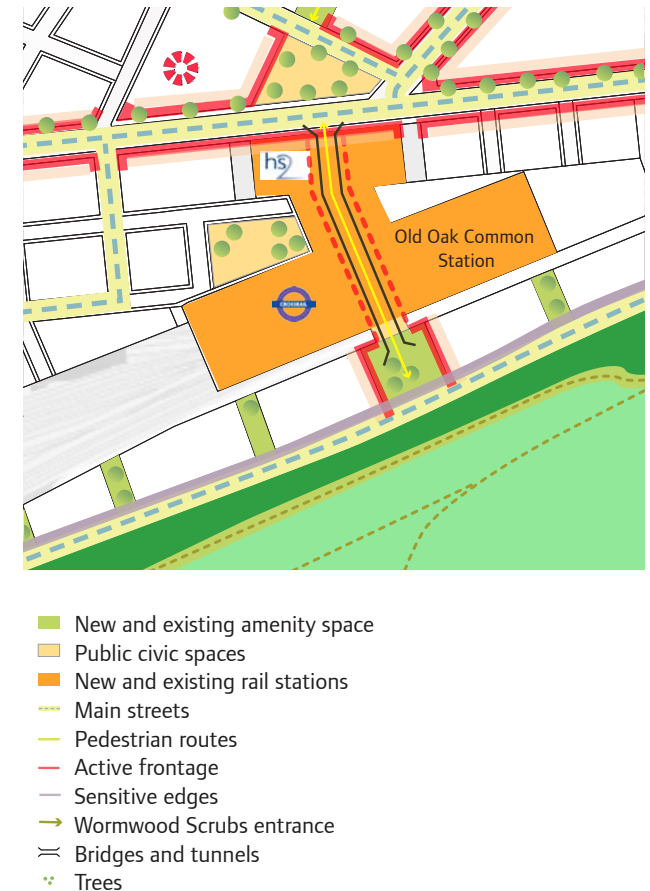 hs2
Old Oak Common
Station
CROSSRAIL
New and existing amenity space
Public civic spaces
New and existing rail stations
Main streets
Pedestrian routes
Active frontage
Sensitive edges
Wormwood Scrubs entrance
Bridges and tunnels
Trees